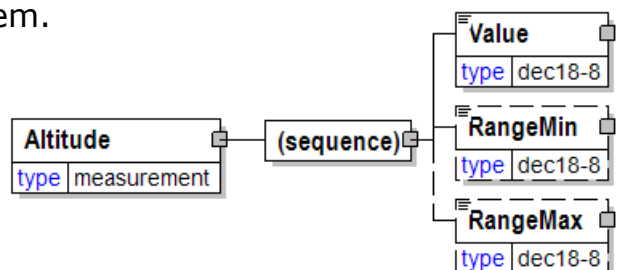 em.
Value
type dec18-8
Altitude
type measurement
(sequence)
RangeMin
type dec18-8
RangeMax
type dec18-8